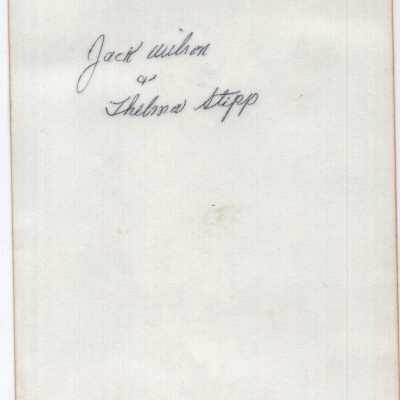 Jack Wilson
&
Thelma Stipp